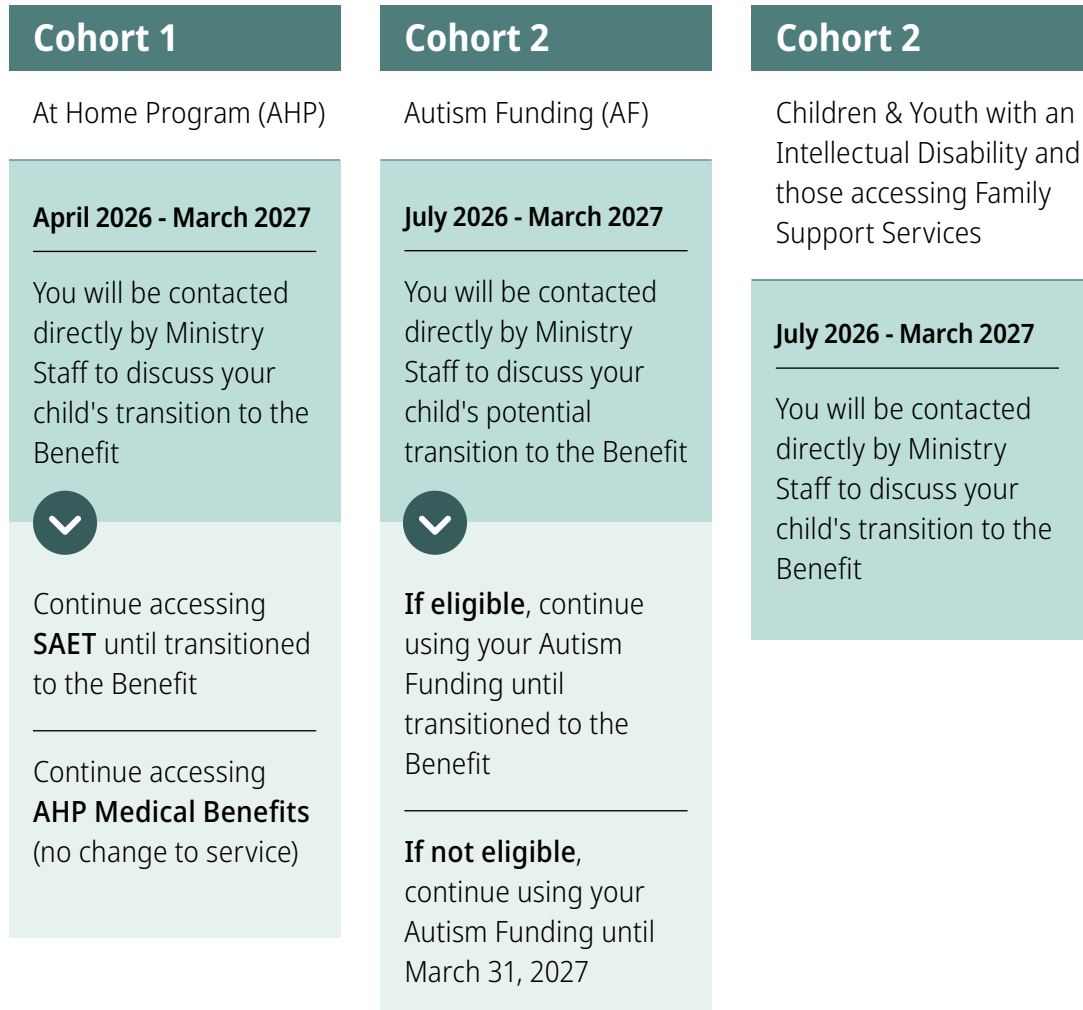 Cohort 1
At Home Program (AHP)
April 2026 - March 2027
You will be contacted
directly by Ministry
Staff to discuss your
child's transition to the
Benefit
Continue accessing
SAET until transitioned
to the Benefit
Continue accessing
AHP Medical Benefits
(no change to service)
Cohort 2
Autism Funding (AF)
July 2026 - March 2027
You will be contacted
directly by Ministry
Staff to discuss your
child's potential
transition to the Benefit
If eligible, continue
using your Autism
Funding until
transitioned to the
Benefit
If not eligible,
continue using your
Autism Funding until
March 31, 2027
Cohort 2
Children & Youth with an
Intellectual Disability and
those accessing Family
Support Services
July 2026 - March 2027
You will be contacted
directly by Ministry
Staff to discuss your
child's transition to the
Benefit